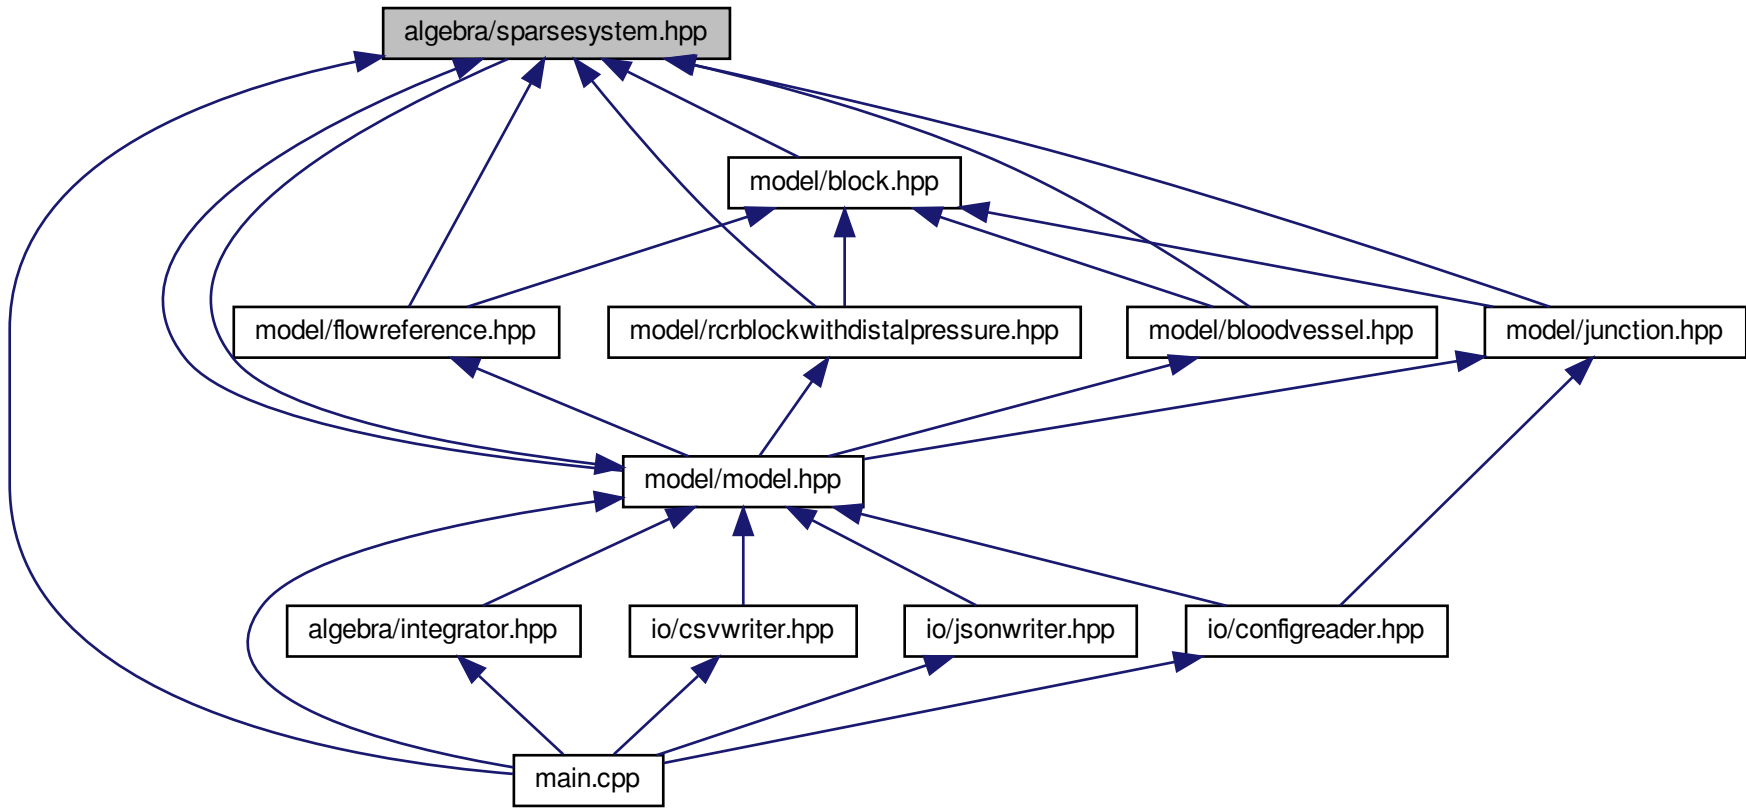 algebra/sparsesystem.hpp
model/block.hpp
model/flowreference.hpp
model/rcrblockwithdistalpressure.hpp
model/bloodvessel.hpp
model/junction.hpp
model/model.hpp
algebra/integrator.hpp
io/csvwriter.hpp
io/jsonwriter.hpp
io/configreader.hpp
main.cpp